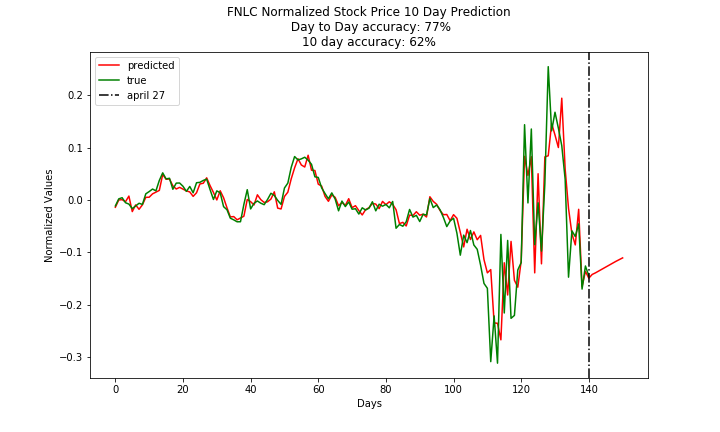 FNLC Normalized Stock Price 10 Day Prediction
Day to Day accuracy: 77%
10 day accuracy: 62%
predicted
true
april 27
Normalized Values
0.2
0.1
0.0
−0.1
−0.2
−0.3
0 20 40 60 80 100 120 140
Days